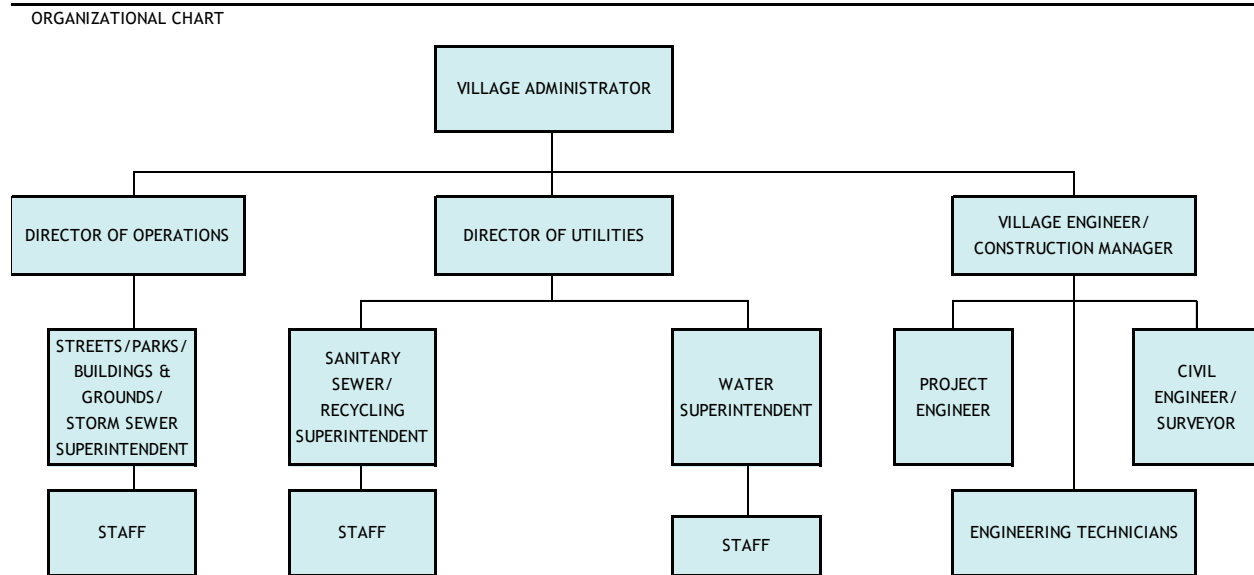 ORGANIZATIONAL CHART
VILLAGE ADMINISTRATOR
DIRECTOR OF OPERATIONS
DIRECTOR OF UTILITIES
VILLAGE ENGINEER/
CONSTRUCTION MANAGER
STREETS/PARKS/
BUILDINGS &
GROUNDS/
STORM SEWER
SUPERINTENDENT
SANITARY
SEWER/
RECYCLING
SUPERINTENDENT
WATER
SUPERINTENDENT
PROJECT
ENGINEER
CIVIL
ENGINEER/
SURVEYOR
STAFF
STAFF
STAFF
ENGINEERING TECHNICIANS